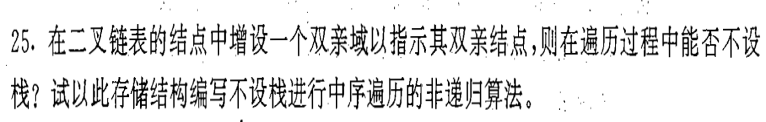 25. 在二叉链表的结点中增设一个双亲域以指示其双亲结点,则在遍历过程中能否不设
栈? 试以此存储结构编写不设栈进行中序遍历的非递归算法。